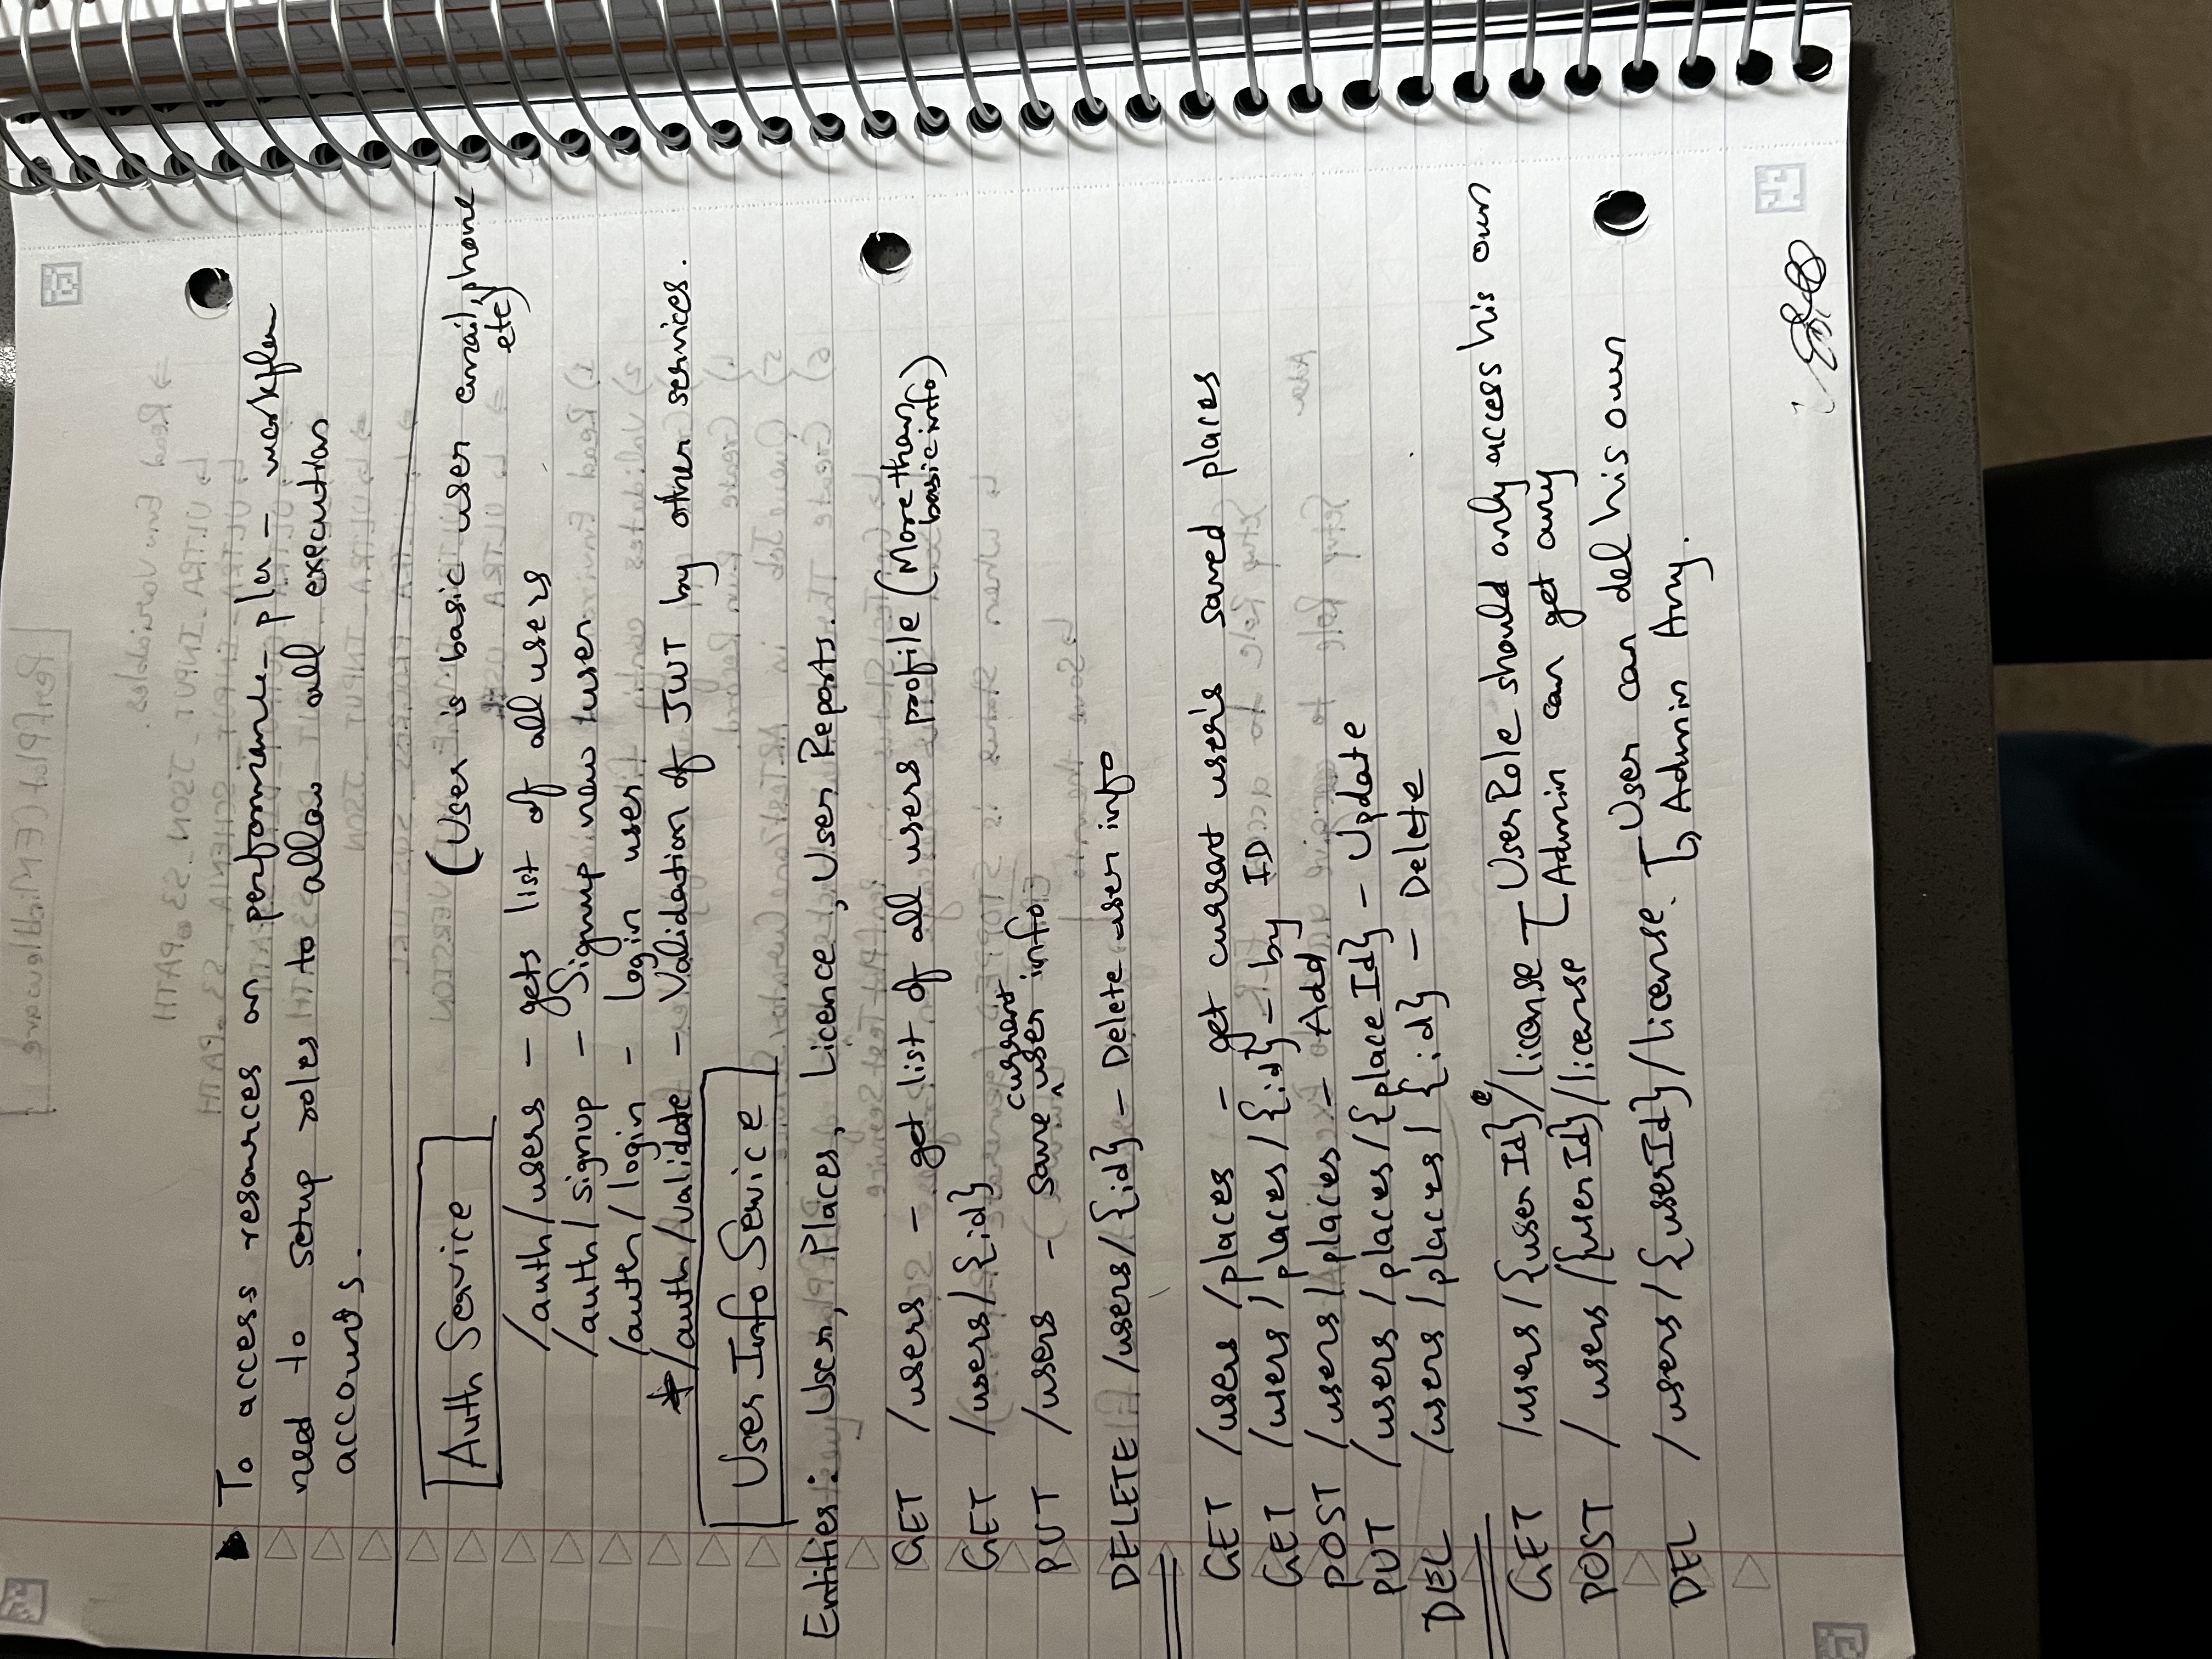 To access resources on performance-plan-workflow
need to setup roles to allow all execution
accounts.
Auth Service (User is basic user email, phone
etc)
/auth/users - gets list of all users
/auth/signup - Signup new user
/auth/login - Login user
*/auth/validate - Validation of JWT by other services.
User Info Service
Entities: User, Places, Licence, User Reports.
GET /users - get list of all users profile (More than
basic info)
GET /users/{id}
current
PUT /users - save user info
DELETE /users/{id} - Delete user info
GET /users/places - get current user's saved places
GET /users/places/{id} - by ID
POST /users/places - Add
PUT /users/places/{placeId} - Update
DEL /users/places/{id} - Delete
GET /users/{userId}/license - User Role should only access his own
Admin can get any
POST /users/{userId}/license
User can del his own
DEL /users/{userId}/license.
Admin Any.